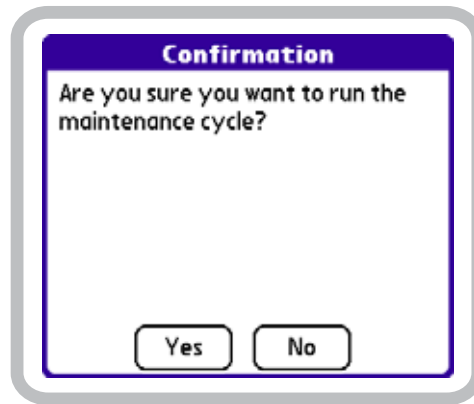 Confirmation
Are you sure you want to run the
maintenance cycle?
Yes No